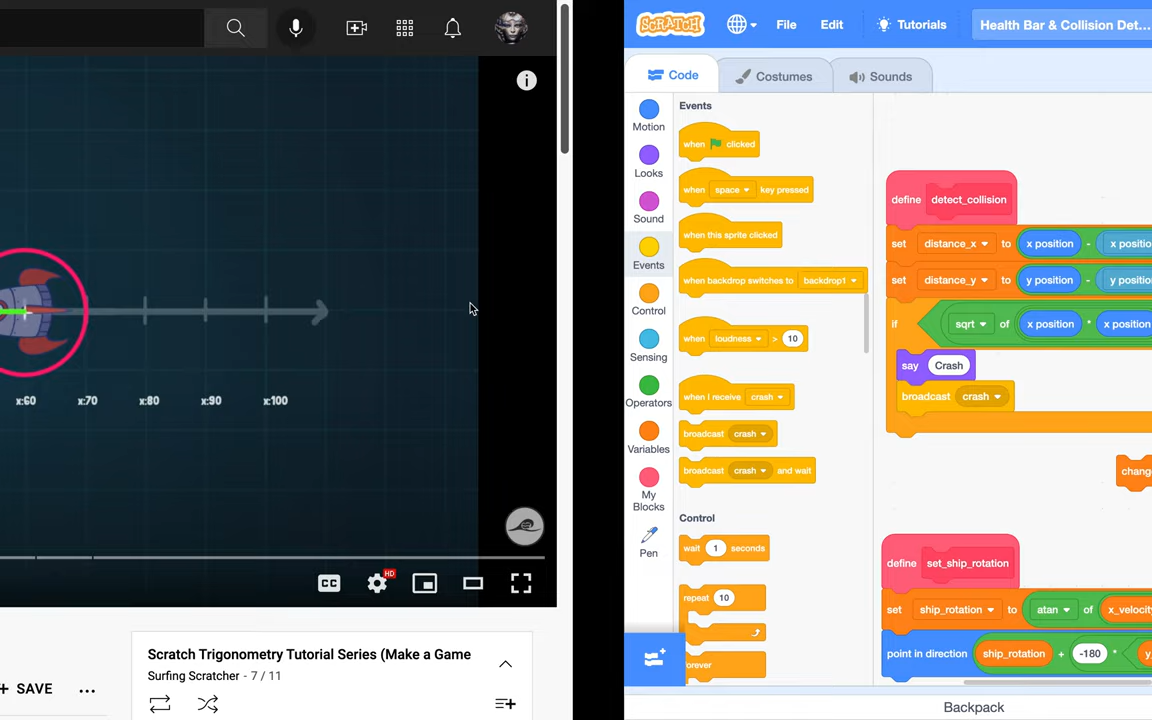 x:60 x:70 x:80 x:90 x:100
CC
HD
+ SAVE
...
Scratch Trigonometry Tutorial Series (Make a Game
Surfing Scratcher - 7 / 11
SCRATCH
File
Edit
Tutorials
Health Bar & Collision Det...
Code
Costumes
Sounds
Motion
Looks
Sound
Events
Control
Sensing
Operators
Variables
My
Blocks
Pen
Events
when clicked
when space key pressed
when this sprite clicked
when backdrop switches to backdrop1
when loudness > 10
when I receive crash
broadcast crash
broadcast crash and wait
Control
wait 1 seconds
repeat 10
forever
define detect_collision
set distance_x to x position -
set distance_y to y position -
if sqrt of x position *
say Crash
broadcast crash
define set_ship_rotation
set ship_rotation to atan of
point in direction ship_rotation + -180 *
Backpack